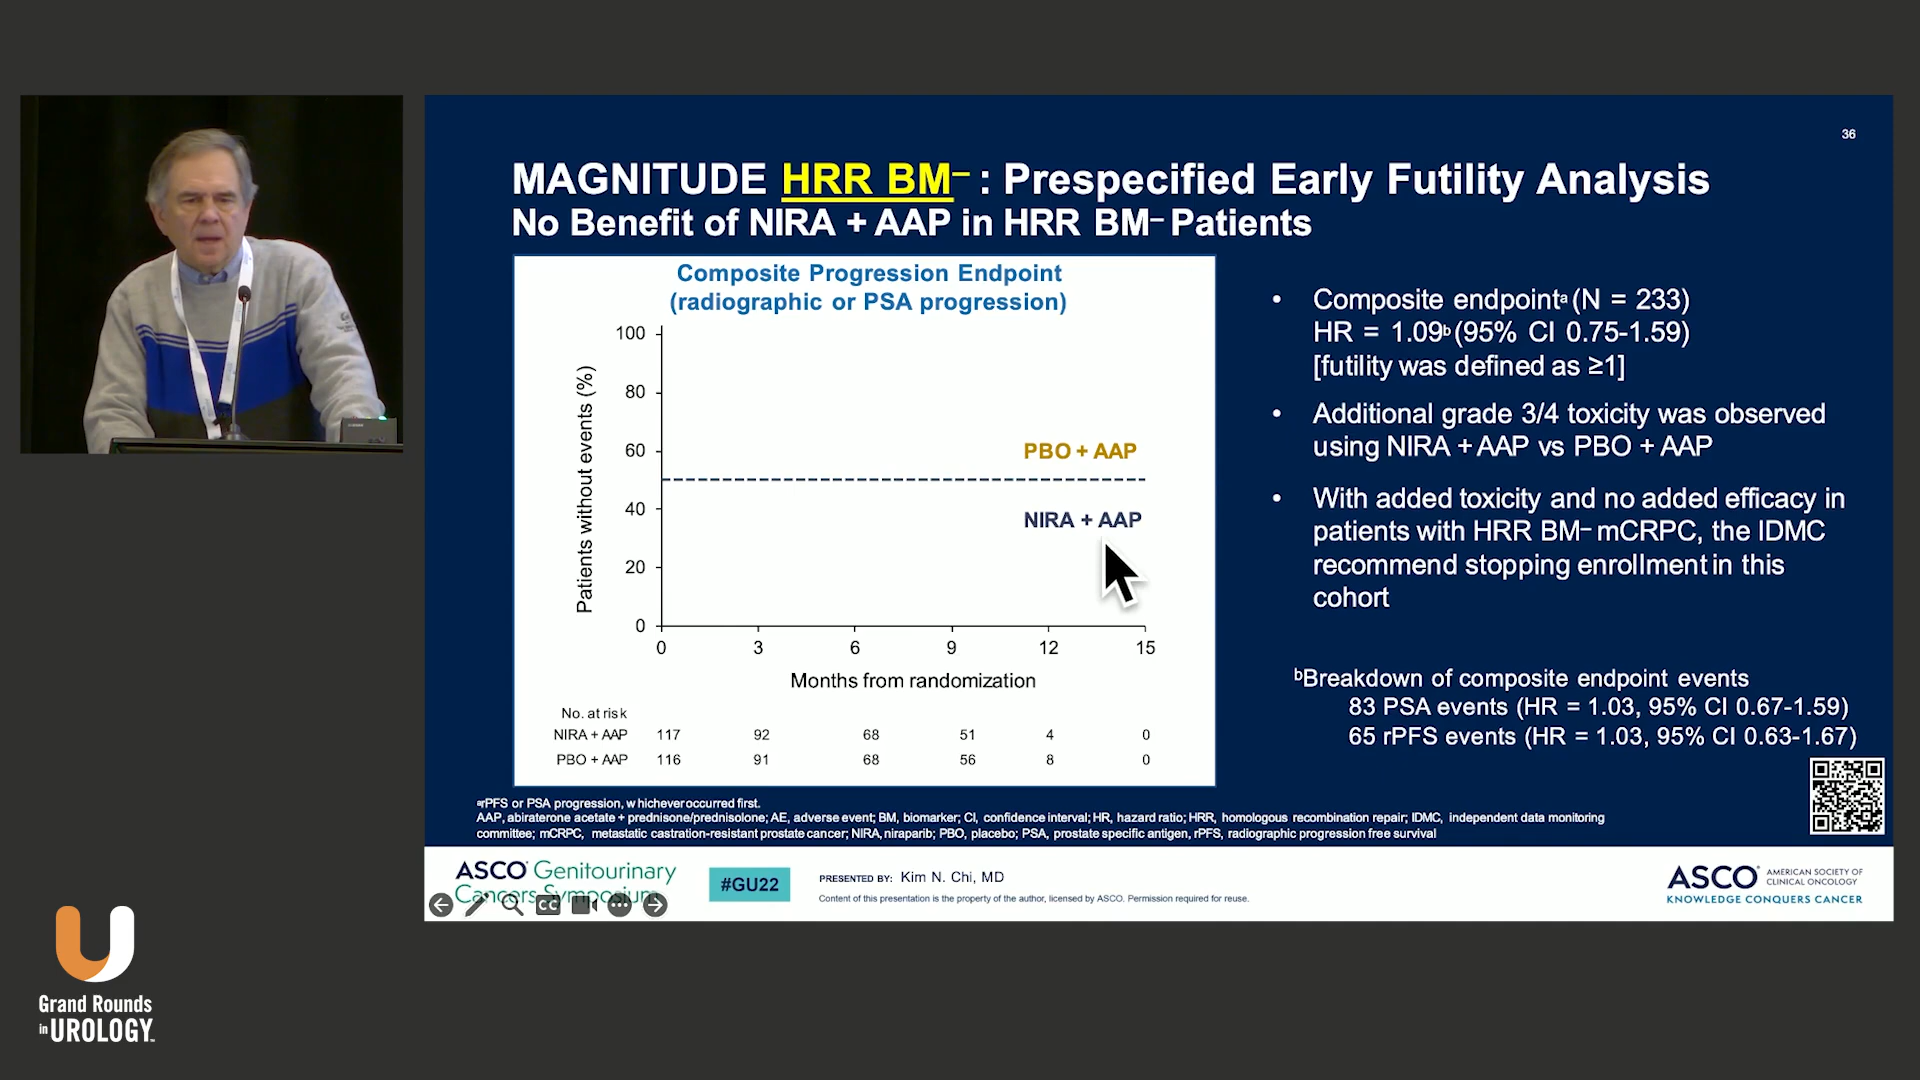 36
MAGNITUDE HRR BM– : Prespecified Early Futility Analysis
No Benefit of NIRA + AAP in HRR BM– Patients
Composite Progression Endpoint
(radiographic or PSA progression)
Patients without events (%)
100
80
60
40
20
0
PBO + AAP
NIRA + AAP
0 3 6 9 12 15
Months from randomization
No. at risk
NIRA + AAP 117 92 68 51 4 0
PBO + AAP 116 91 68 56 8 0
• Composite endpointᵃ (N = 233)
HR = 1.09ᵇ (95% CI 0.75-1.59)
[futility was defined as ≥1]
• Additional grade 3/4 toxicity was observed
using NIRA + AAP vs PBO + AAP
• With added toxicity and no added efficacy in
patients with HRR BM– mCRPC, the IDMC
recommend stopping enrollment in this
cohort
ᵇBreakdown of composite endpoint events
83 PSA events (HR = 1.03, 95% CI 0.67-1.59)
65 rPFS events (HR = 1.03, 95% CI 0.63-1.67)
ᵃrPFS or PSA progression, whichever occurred first.
AAP, abiraterone acetate + prednisone/prednisolone; AE, adverse event; BM, biomarker; CI, confidence interval; HR, hazard ratio; HRR, homologous recombination repair; IDMC, independent data monitoring
committee; mCRPC, metastatic castration-resistant prostate cancer; NIRA, niraparib; PBO, placebo; PSA, prostate specific antigen, rPFS, radiographic progression free survival
ASCO Genitourinary
Cancers Symposium
CC
#GU22
PRESENTED BY: Kim N. Chi, MD
Content of this presentation is the property of the author, licensed by ASCO. Permission required for reuse.
ASCO AMERICAN SOCIETY OF
CLINICAL ONCOLOGY
KNOWLEDGE CONQUERS CANCER
Grand Rounds
in UROLOGY™